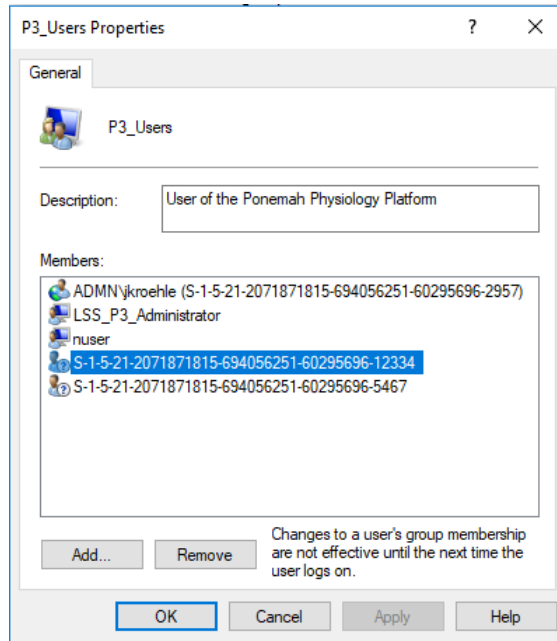 P3_Users Properties
?
General
P3_Users
Description:
User of the Ponemah Physiology Platform
Members:
ADMN\jkroehle (S-1-5-21-2071871815-694056251-60295696-2957)
LSS_P3_Administrator
nuser
S-1-5-21-2071871815-694056251-60295696-12334
S-1-5-21-2071871815-694056251-60295696-5467
Add...
Remove
Changes to a user's group membership
are not effective until the next time the
user logs on.
OK
Cancel
Apply
Help